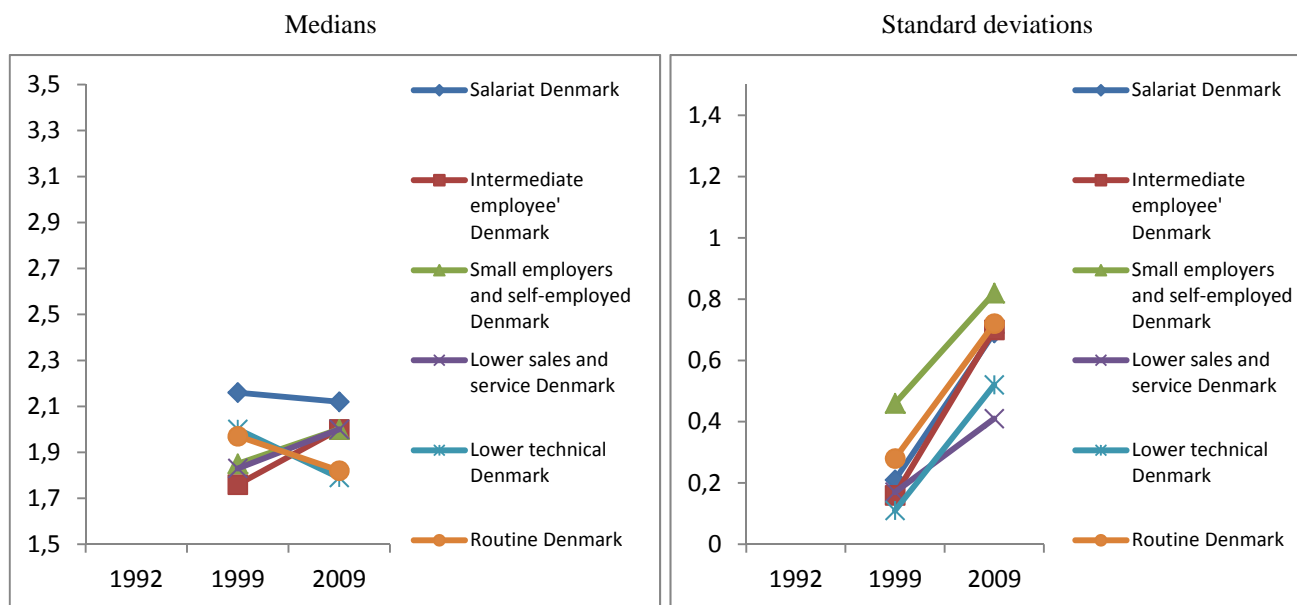 Medians
3,5
3,3
3,1
2,9
2,7
2,5
2,3
2,1
1,9
1,7
1,5
1992
1999
2009
Salariat Denmark
Intermediate
employee'
Denmark
Small employers
and self-employed
Denmark
Lower sales and
service Denmark
Lower technical
Denmark
Routine Denmark
Standard deviations
1,4
1,2
1
0,8
0,6
0,4
0,2
0
1992
1999
2009
Salariat Denmark
Intermediate
employee'
Denmark
Small employers
and self-employed
Denmark
Lower sales and
service Denmark
Lower technical
Denmark
Routine Denmark